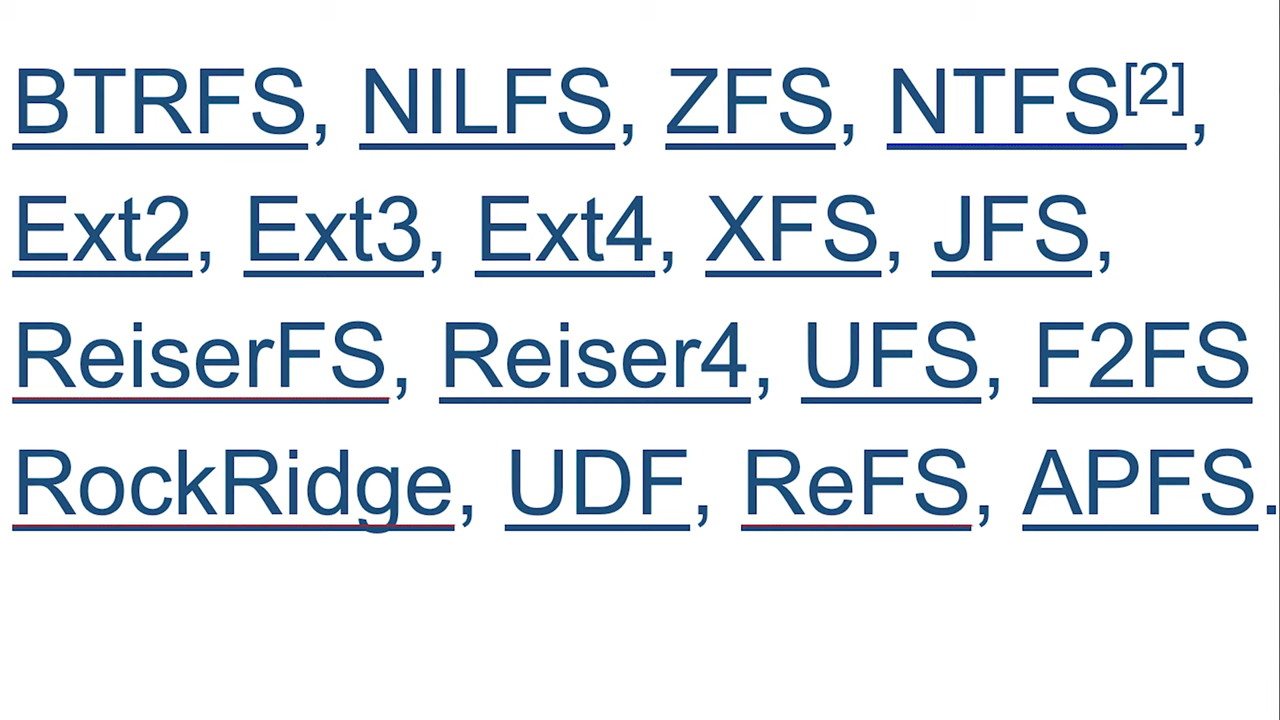 BTRFS, NILFS, ZFS, NTFS[2],
Ext2, Ext3, Ext4, XFS, JFS,
ReiserFS, Reiser4, UFS, F2FS
RockRidge, UDF, ReFS, APFS.